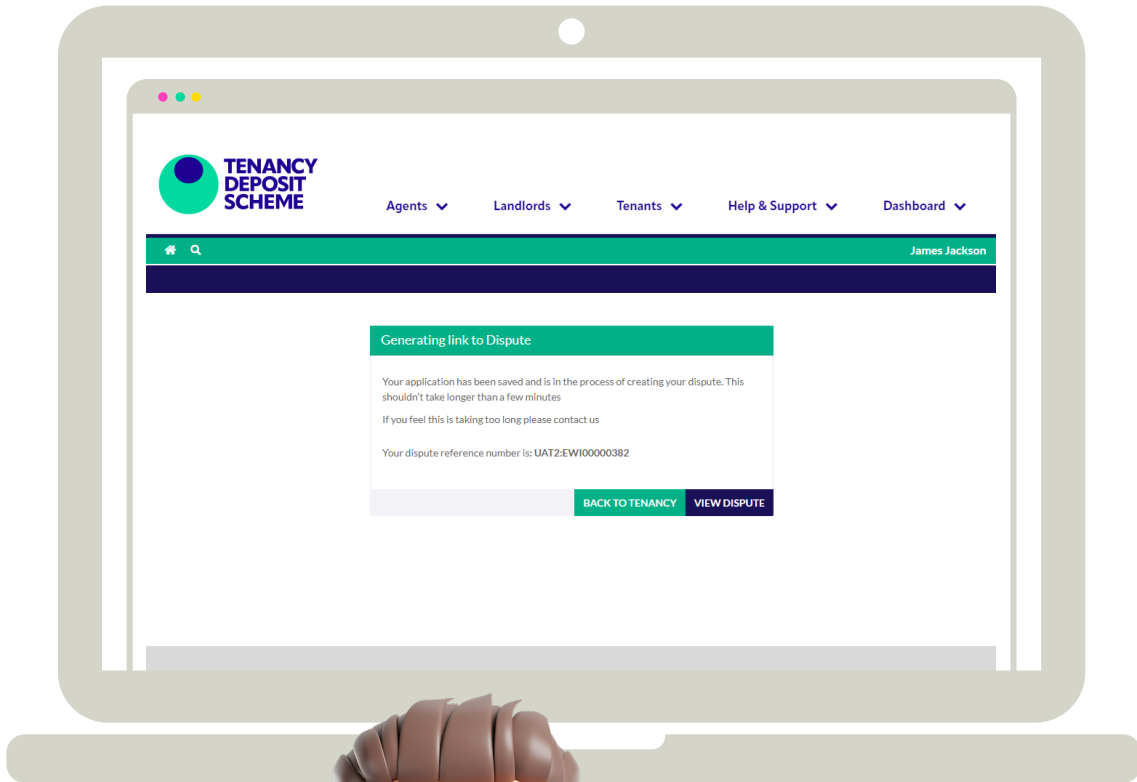 TENANCY
DEPOSIT
SCHEME
Agents
Landlords
Tenants
Help & Support
Dashboard
James Jackson
Generating link to Dispute
Your application has been saved and is in the process of creating your dispute. This
shouldn't take longer than a few minutes
If you feel this is taking too long please contact us
Your dispute reference number is: UAT2:EWI00000382
BACK TO TENANCY
VIEW DISPUTE